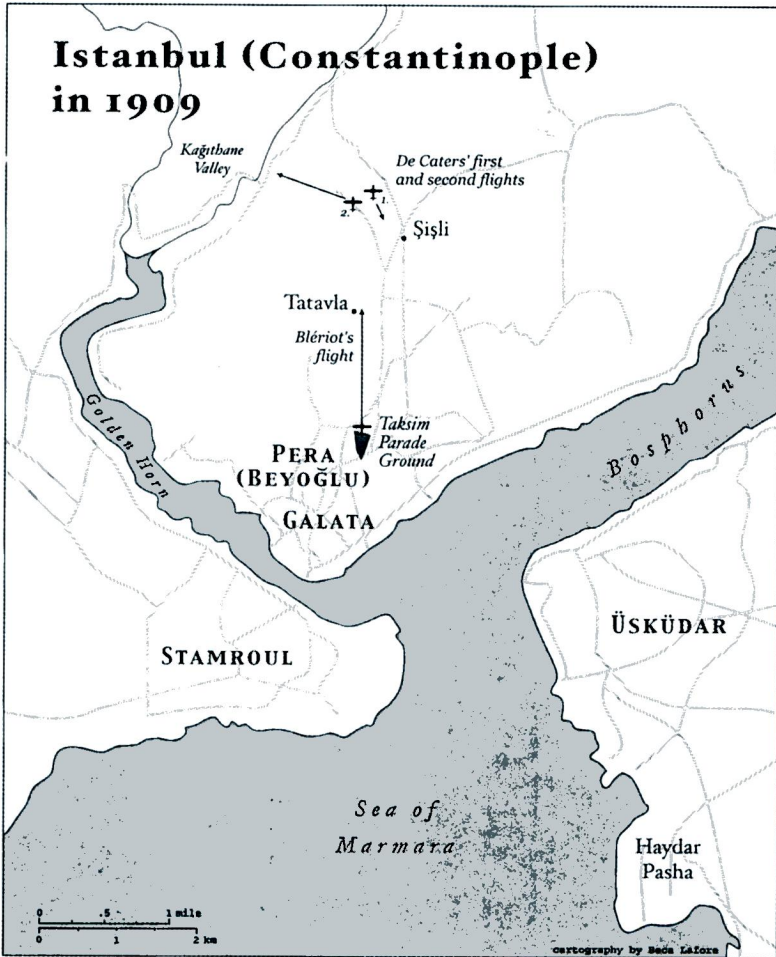 Istanbul (Constantinople)
in 1909
Kağıthane
Valley
De Caters' first
and second flights
1.
2.
Şişli
Tatavla
Blériot's
flight
Taksim
Parade
Ground
PERA
(BEYOĞLU)
GALATA
Golden Horn
Bosphorus
STAMROUL
ÜSKÜDAR
Sea of
Marmara
Haydar
Pasha
0 .5 1 mile
0 1 2 km
cartography by Beca Lafore